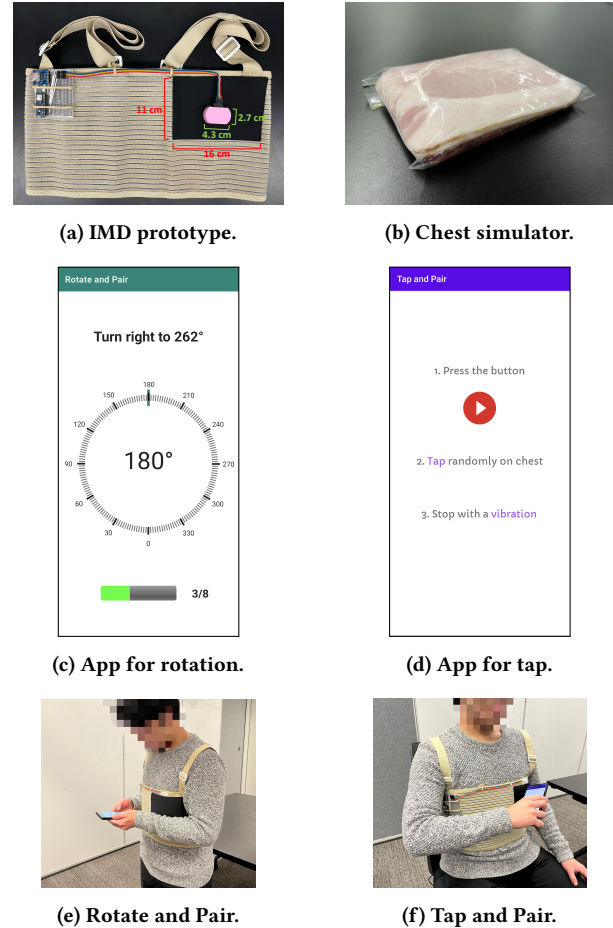 11 cm
2.7 cm
4.3 cm
16 cm
(a) IMD prototype.
(b) Chest simulator.
Rotate and Pair
Turn right to 262°
180
150
210
120
240
90
180°
270
60
300
30
330
0
3/8
(c) App for rotation.
Tap and Pair
1. Press the button
2. Tap randomly on chest
3. Stop with a vibration
(d) App for tap.
(e) Rotate and Pair.
(f) Tap and Pair.